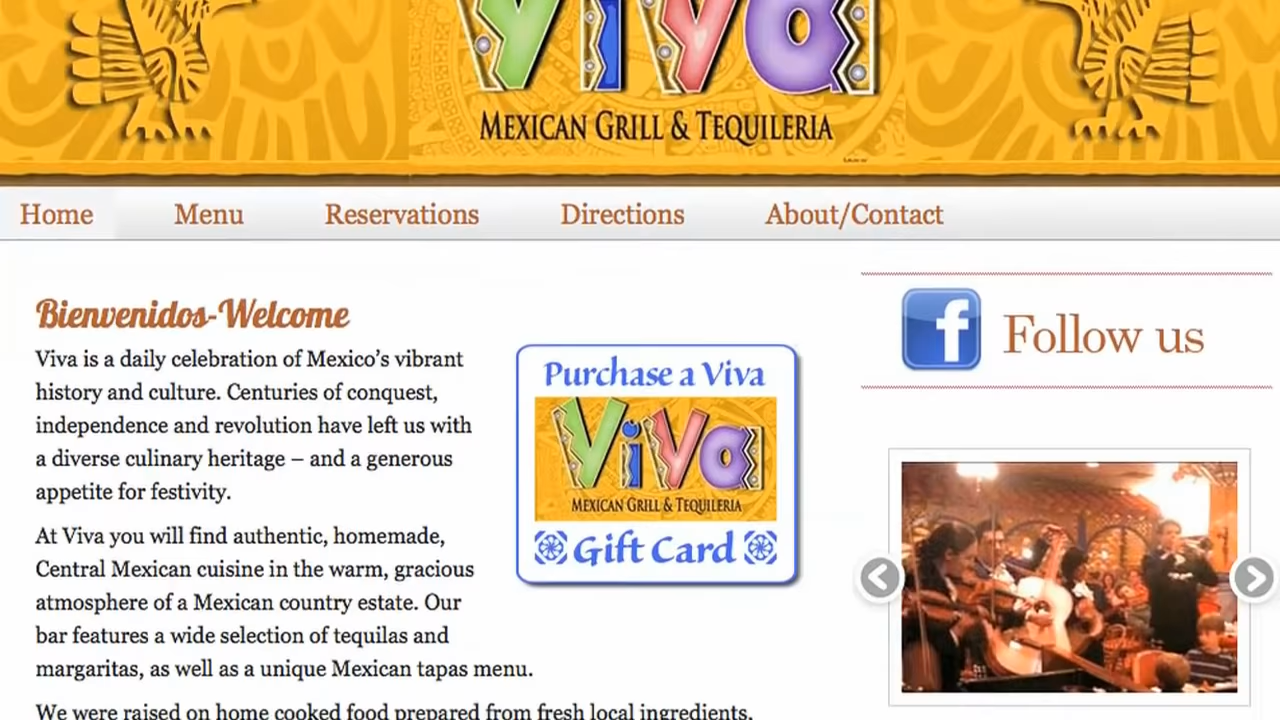 Viva
MEXICAN GRILL & TEQUILERIA
Home Menu Reservations Directions About/Contact
Bienvenidos-Welcome
Viva is a daily celebration of Mexico’s vibrant
history and culture. Centuries of conquest,
independence and revolution have left us with
a diverse culinary heritage – and a generous
appetite for festivity.
At Viva you will find authentic, homemade,
Central Mexican cuisine in the warm, gracious
atmosphere of a Mexican country estate. Our
bar features a wide selection of tequilas and
margaritas, as well as a unique Mexican tapas menu.
We were raised on home cooked food prepared from fresh local ingredients,
Purchase a Viva
ViVa
MEXICAN GRILL & TEQUILERIA
Gift Card
f Follow us